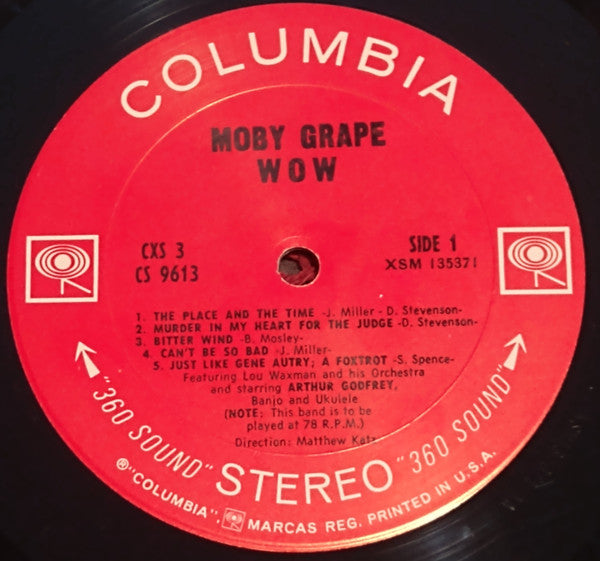 COLUMBIA
MOBY GRAPE
WOW
CXS 3
CS 9613
SIDE 1
XSM 135371
1. THE PLACE AND THE TIME -J. Miller - D. Stevenson-
2. MURDER IN MY HEART FOR THE JUDGE -D. Stevenson-
3. BITTER WIND -B. Mosley-
4. CAN'T BE SO BAD -J. Miller-
5. JUST LIKE GENE AUTRY; A FOXTROT -S. Spence-
Featuring Lou Waxman and his Orchestra
and starring ARTHUR GODFREY,
Banjo and Ukulele
(NOTE: This band is to be
played at 78 R.P.M.)
Direction: Matthew Katz
"360 SOUND" STEREO "360 SOUND"
® "COLUMBIA", MARCAS REG. PRINTED IN U.S.A.